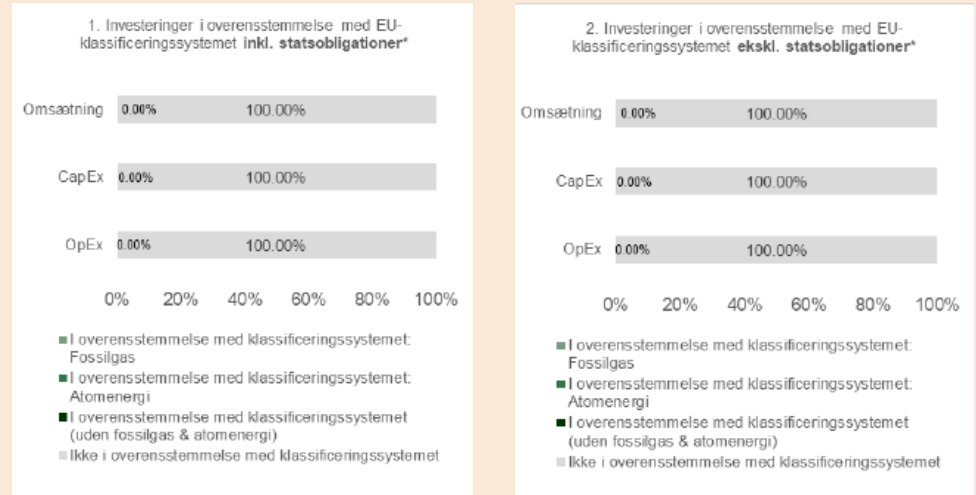 1. Investeringer i overensstemmelse med EU-
klassificeringssystemet inkl. statsobligationer*
Omsætning 0.00% 100.00%
CapEx 0.00% 100.00%
OpEx 0.00% 100.00%
0% 20% 40% 60% 80% 100%
I overensstemmelse med klassificeringssystemet:
Fossilgas
I overensstemmelse med klassificeringssystemet:
Atomenergi
I overensstemmelse med klassificeringssystemet
(uden fossilgas & atomenergi)
Ikke i overensstemmelse med klassificeringssystemet
2. Investeringer i overensstemmelse med EU-
klassificeringssystemet ekskl. statsobligationer*
Omsætning 0.00% 100.00%
CapEx 0.00% 100.00%
OpEx 0.00% 100.00%
0% 20% 40% 60% 80% 100%
I overensstemmelse med klassificeringssystemet:
Fossilgas
I overensstemmelse med klassificeringssystemet:
Atomenergi
I overensstemmelse med klassificeringssystemet
(uden fossilgas & atomenergi)
Ikke i overensstemmelse med klassificeringssystemet